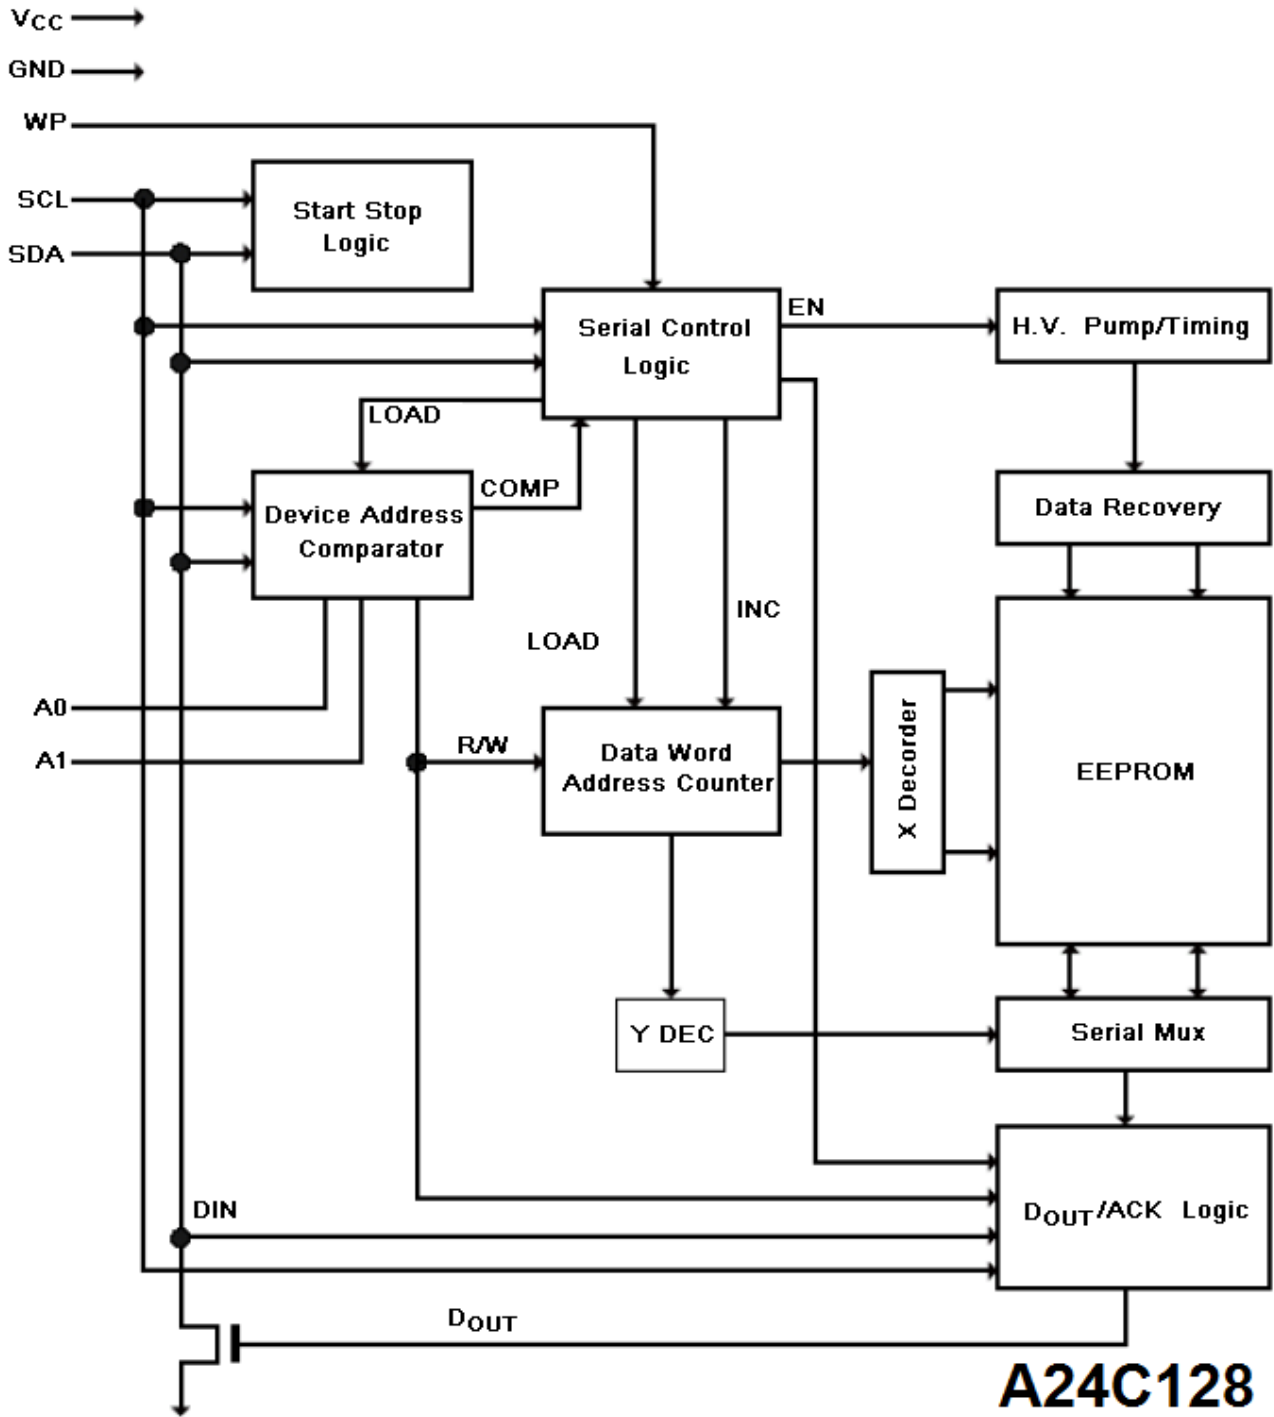 VCC
GND
WP
SCL
SDA
Start Stop
Logic
Serial Control
Logic
EN
H.V. Pump/Timing
LOAD
COMP
Device Address
Comparator
Data Recovery
LOAD
INC
A0
A1
R/W
Data Word
Address Counter
X Decorder
EEPROM
Y DEC
Serial Mux
DIN
DOUT/ACK Logic
DOUT
A24C128